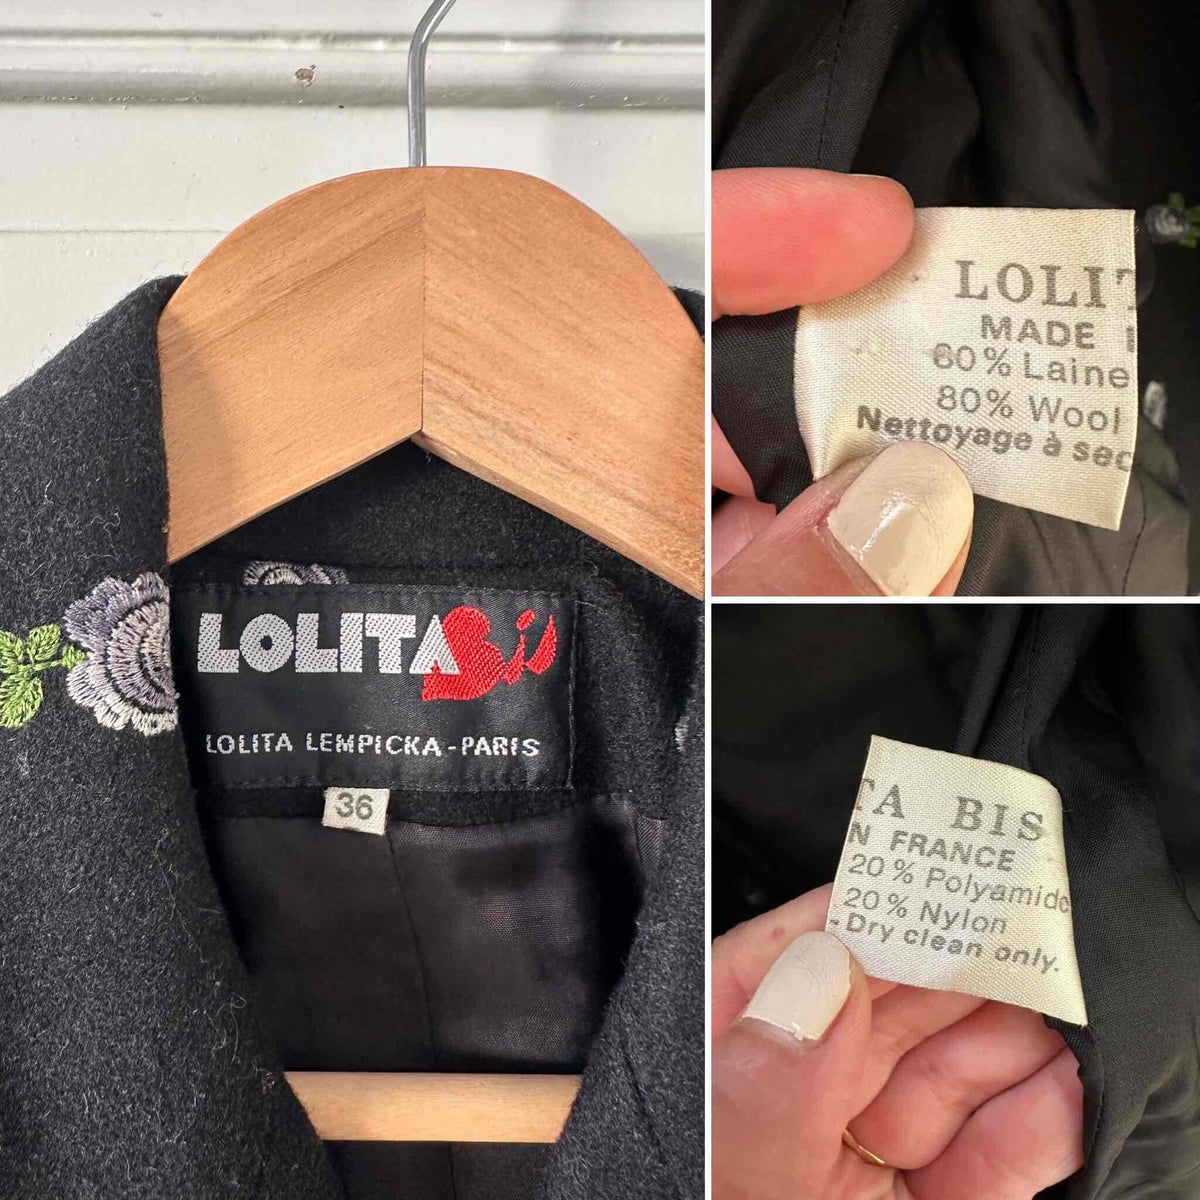 LOLITA Bis
LOLITA LEMPICKA-PARIS
36
LOLIT
MADE I
80% Laine
80% Wool
Nettoyage à sec
TA BIS
N FRANCE
20% Polyamide
20% Nylon
-Dry clean only.